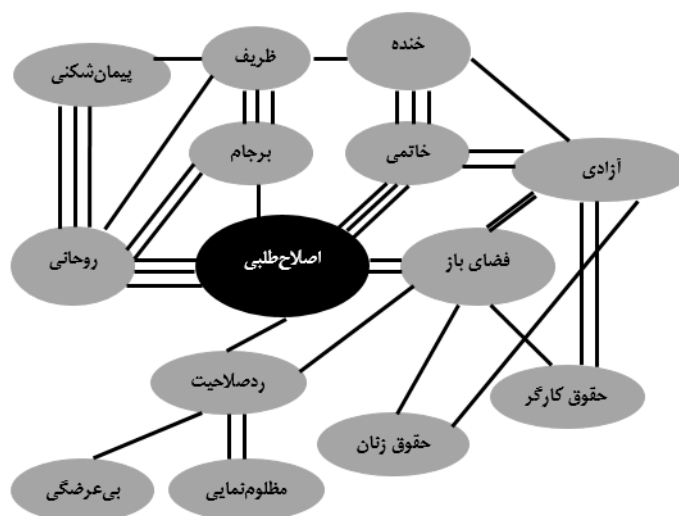 خنده
ظریف
پیمان‌شکنی
خاتمی
برجام
آزادی
اصلاح‌طلبی
فضای باز
روحانی
ردصلاحیت
حقوق کارگر
حقوق زنان
مظلوم‌نمایی
بی‌عرضگی